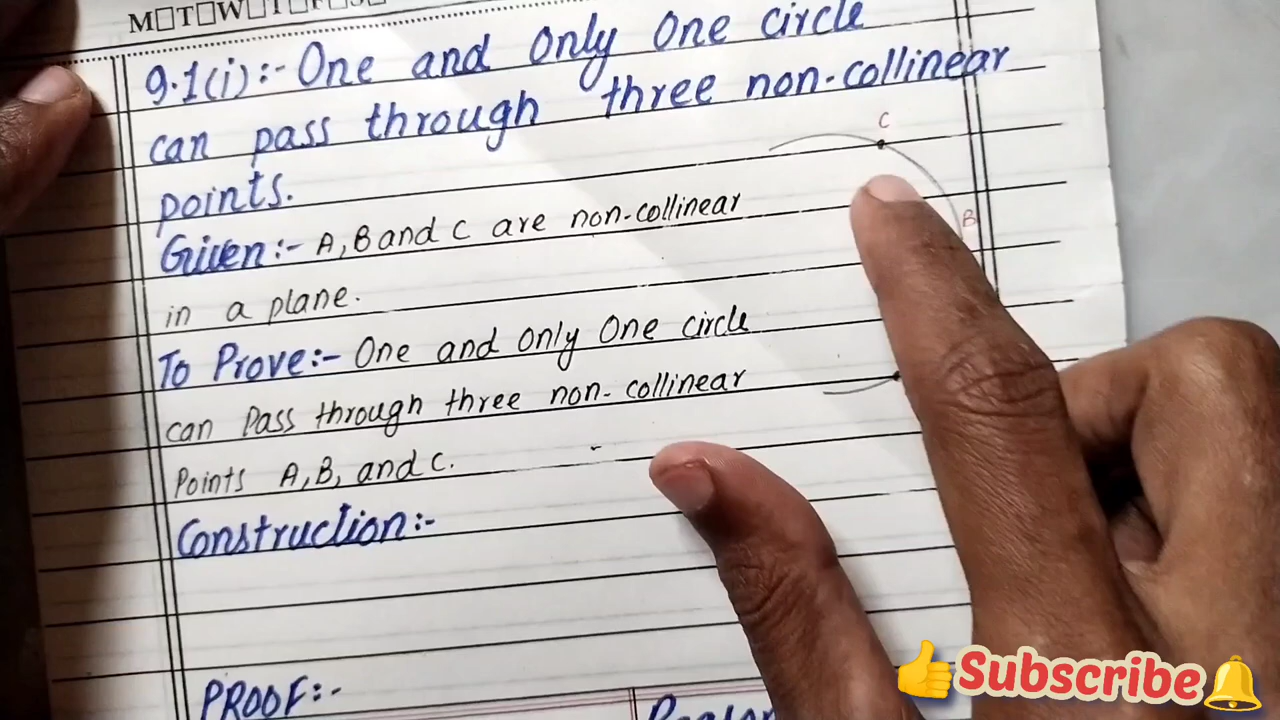 9.1(i):- One and Only One circle
can pass through three non-collinear
points.
Given:- A, B and C are non-collinear
in a plane.
To Prove:- One and only One circle
can Pass through three non-collinear
Points A, B, and C.
Construction:-
PROOF:-
Reason
C
B
Subscribe